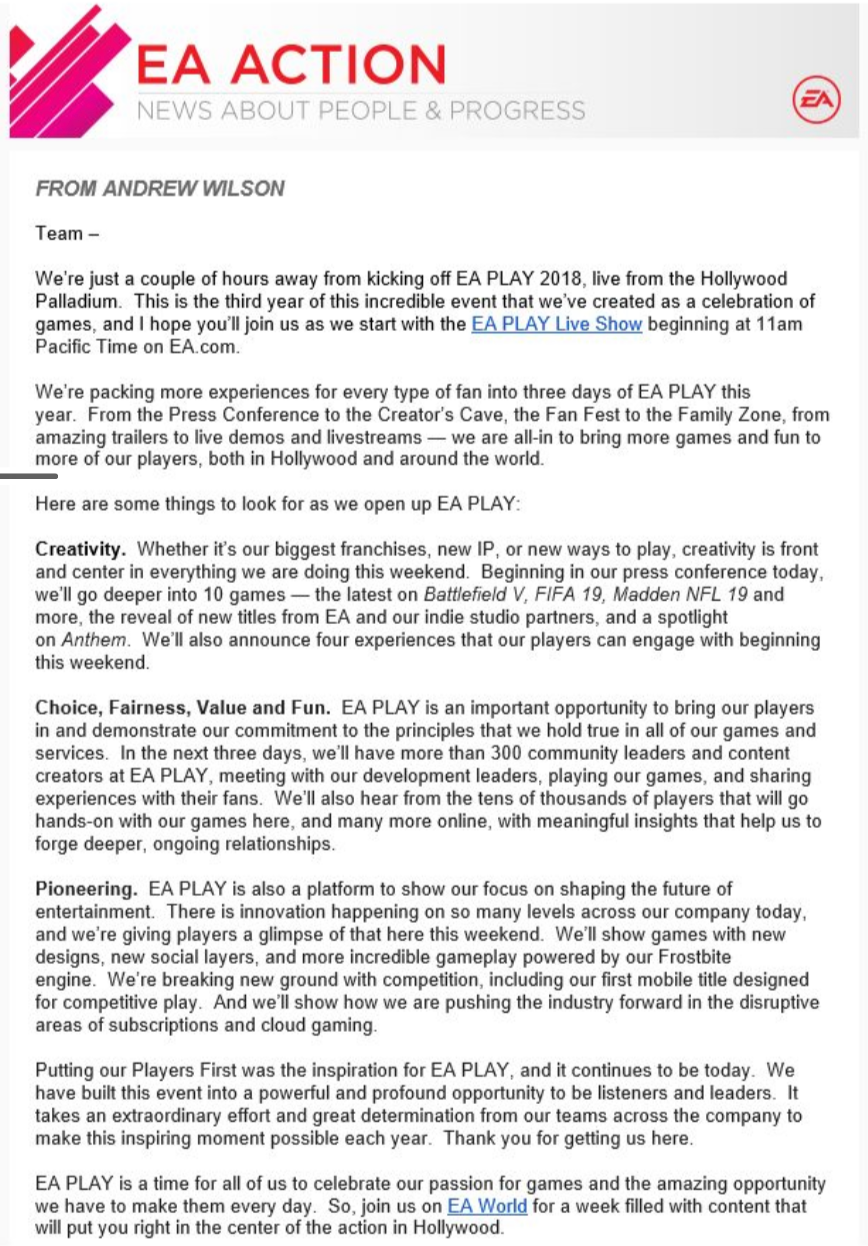 EA ACTION
NEWS ABOUT PEOPLE & PROGRESS
EA
FROM ANDREW WILSON
Team –
We're just a couple of hours away from kicking off EA PLAY 2018, live from the Hollywood
Palladium.  This is the third year of this incredible event that we've created as a celebration of
games, and I hope you'll join us as we start with the EA PLAY Live Show beginning at 11am
Pacific Time on EA.com.
We're packing more experiences for every type of fan into three days of EA PLAY this
year.  From the Press Conference to the Creator's Cave, the Fan Fest to the Family Zone, from
amazing trailers to live demos and livestreams — we are all-in to bring more games and fun to
more of our players, both in Hollywood and around the world.
Here are some things to look for as we open up EA PLAY:
Creativity.  Whether it's our biggest franchises, new IP, or new ways to play, creativity is front
and center in everything we are doing this weekend.  Beginning in our press conference today,
we'll go deeper into 10 games — the latest on Battlefield V, FIFA 19, Madden NFL 19 and
more, the reveal of new titles from EA and our indie studio partners, and a spotlight
on Anthem.  We'll also announce four experiences that our players can engage with beginning
this weekend.
Choice, Fairness, Value and Fun.  EA PLAY is an important opportunity to bring our players
in and demonstrate our commitment to the principles that we hold true in all of our games and
services.  In the next three days, we'll have more than 300 community leaders and content
creators at EA PLAY, meeting with our development leaders, playing our games, and sharing
experiences with their fans.  We'll also hear from the tens of thousands of players that will go
hands-on with our games here, and many more online, with meaningful insights that help us to
forge deeper, ongoing relationships.
Pioneering.  EA PLAY is also a platform to show our focus on shaping the future of
entertainment.  There is innovation happening on so many levels across our company today,
and we're giving players a glimpse of that here this weekend.  We'll show games with new
designs, new social layers, and more incredible gameplay powered by our Frostbite
engine.  We're breaking new ground with competition, including our first mobile title designed
for competitive play.  And we'll show how we are pushing the industry forward in the disruptive
areas of subscriptions and cloud gaming.
Putting our Players First was the inspiration for EA PLAY, and it continues to be today.  We
have built this event into a powerful and profound opportunity to be listeners and leaders.  It
takes an extraordinary effort and great determination from our teams across the company to
make this inspiring moment possible each year.  Thank you for getting us here.
EA PLAY is a time for all of us to celebrate our passion for games and the amazing opportunity
we have to make them every day.  So, join us on EA World for a week filled with content that
will put you right in the center of the action in Hollywood.